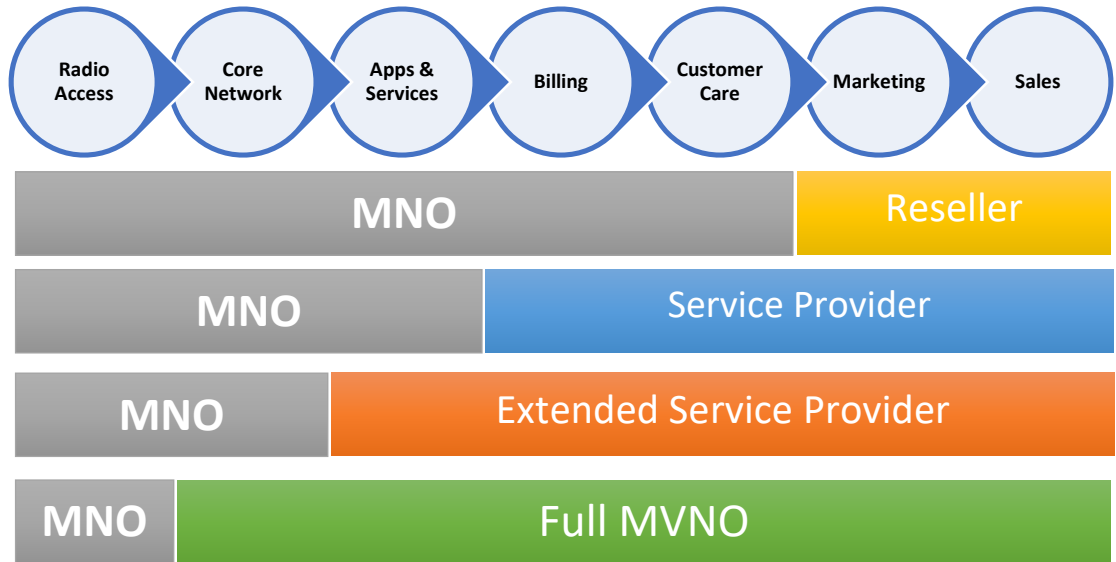 Radio
Access
Core
Network
Apps &
Services
Billing
Customer
Care
Marketing
Sales
MNO
Reseller
MNO
Service Provider
MNO
Extended Service Provider
MNO
Full MVNO